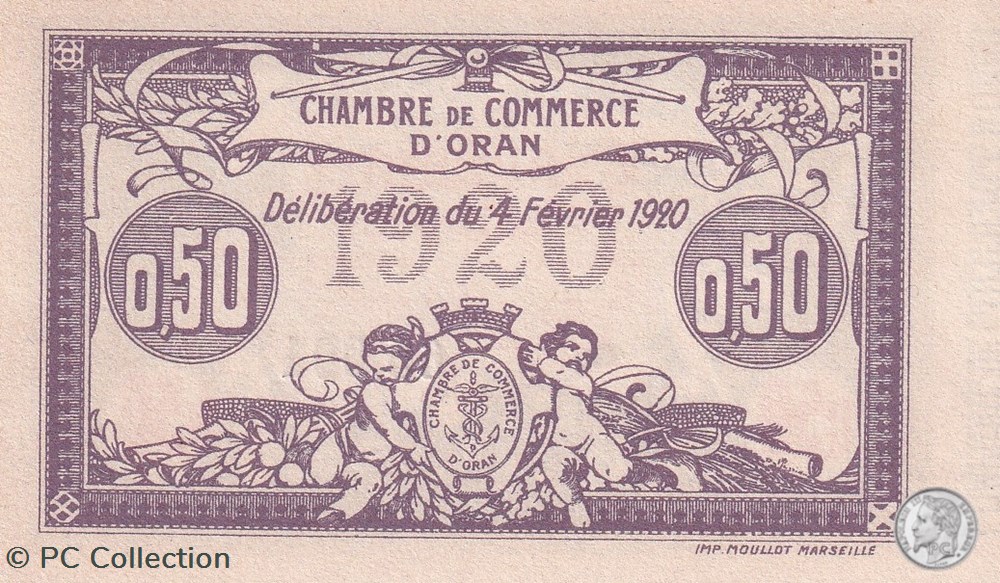 CHAMBRE DE COMMERCE
D'ORAN
1920
Délibération du 4 Février 1920
0,50
0,50
CHAMBRE DE COMMERCE
D'ORAN
IMP. MOULLOT MARSEILLE
© PC Collection
PC